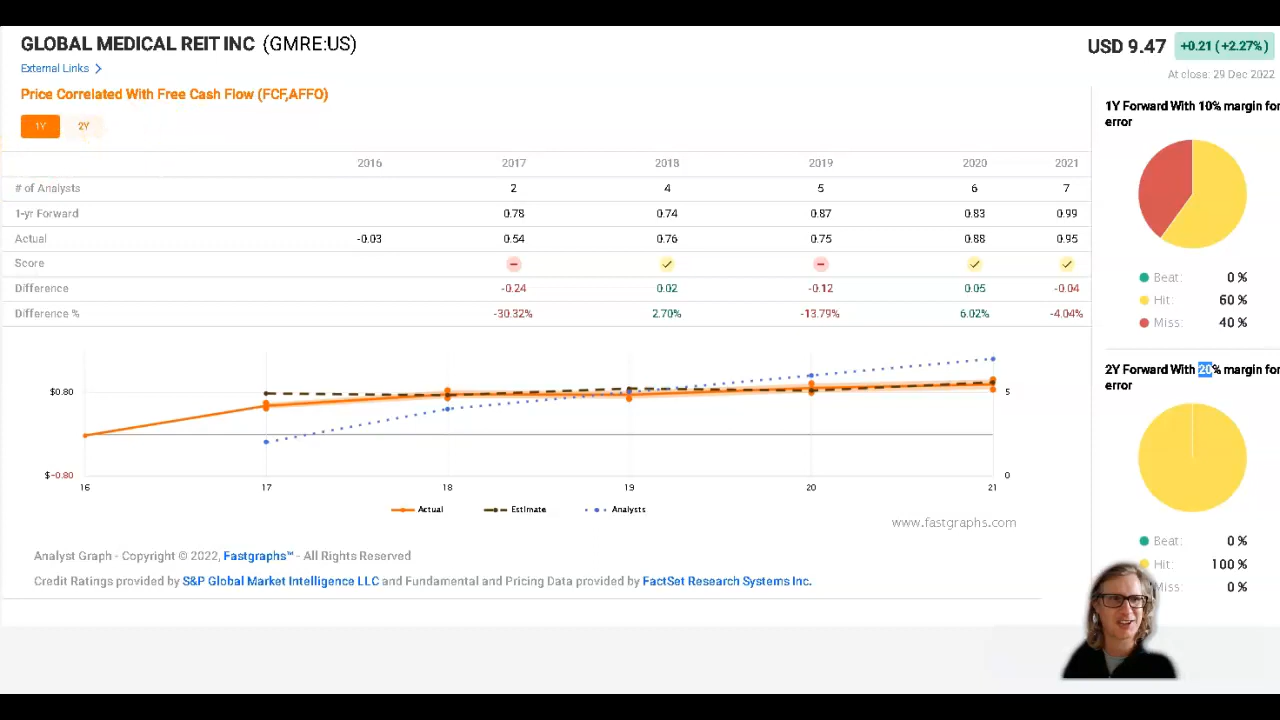 GLOBAL MEDICAL REIT INC (GMRE:US)
USD 9.47 +0.21 (+2.27%)
External Links
At close: 29 Dec 2022
Price Correlated With Free Cash Flow (FCF,AFFO)
1Y 2Y
2016 2017 2018 2019 2020 2021
# of Analysts 2 4 5 6 7
1-yr Forward 0.78 0.74 0.87 0.83 0.99
Actual -0.03 0.54 0.76 0.75 0.88 0.95
Score
Difference -0.24 0.02 -0.12 0.05 -0.04
Difference % -30.32% 2.70% -13.79% 6.02% -4.04%
$0.80 5
$-0.80 0
16 17 18 19 20 21
Actual Estimate Analysts
www.fastgraphs.com
Analyst Graph - Copyright © 2022, Fastgraphs™ - All Rights Reserved
Credit Ratings provided by S&P Global Market Intelligence LLC and Fundamental and Pricing Data provided by FactSet Research Systems Inc.
1Y Forward With 10% margin for
error
Beat: 0 %
Hit: 60 %
Miss: 40 %
2Y Forward With 20% margin for
error
Beat: 0 %
Hit: 100 %
Miss 0 %